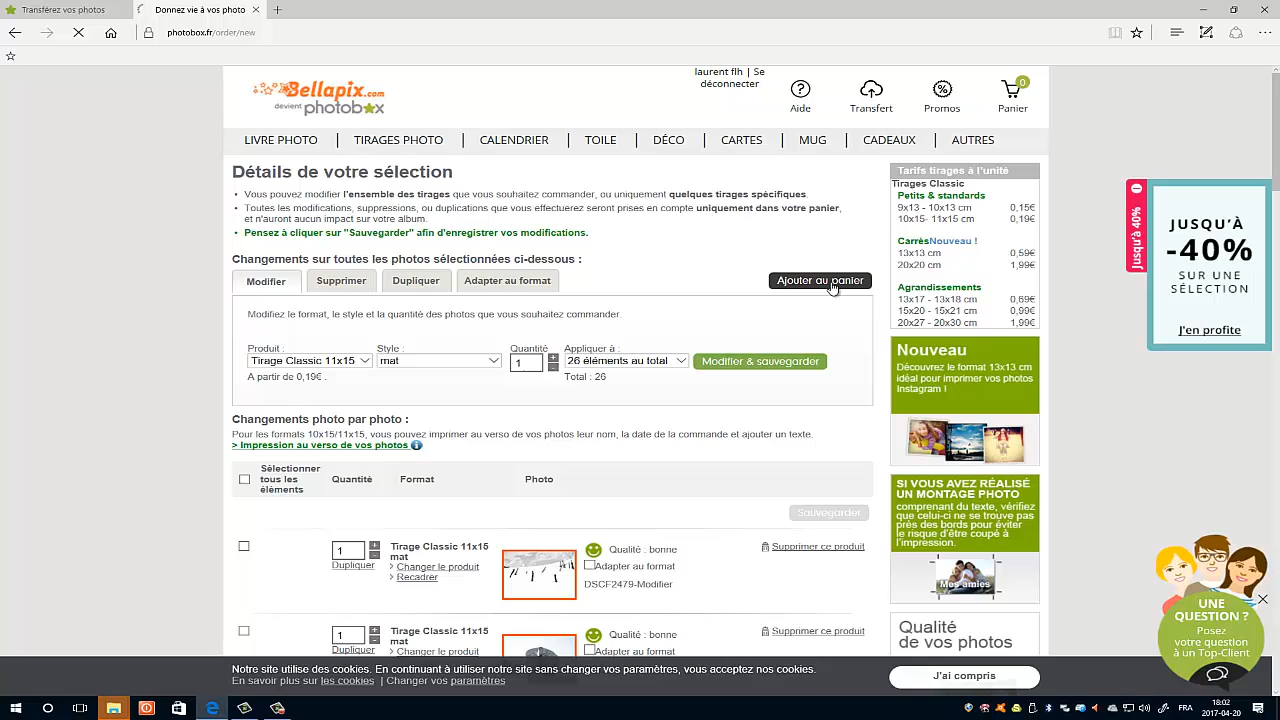 Transférez vos photos
Donnez vie à vos photo
photobox.fr/order/new
Bellapix.com
devient photobox
laurent flh | Se
déconnecter
Aide
Transfert
Promos
0
Panier
LIVRE PHOTO
TIRAGES PHOTO
CALENDRIER
TOILE
DÉCO
CARTES
MUG
CADEAUX
AUTRES
Détails de votre sélection
Vous pouvez modifier l'ensemble des tirages que vous souhaitez commander, ou uniquement quelques tirages spécifiques.
Toutes les modifications, suppressions, ou duplications que vous effectuerez seront prises en compte uniquement dans votre panier,
et n'auront aucun impact sur votre album.
Pensez à cliquer sur "Sauvegarder" afin d'enregistrer vos modifications.
Changements sur toutes les photos sélectionnées ci-dessous :
Modifier
Supprimer
Dupliquer
Adapter au format
Ajouter au panier
Modifiez le format, le style et la quantité des photos que vous souhaitez commander.
Produit :
Style :
Quantité
Appliquer à :
Tirage Classic 11x15
mat
1
26 éléments au total
Modifier & sauvegarder
A partir de 0,19€
Total : 26
Changements photo par photo :
Pour les formats 10x15/11x15, vous pouvez imprimer au verso de vos photos leur nom, la date de la commande et ajouter un texte.
> Impression au verso de vos photos
Sélectionner
tous les
éléments
Quantité
Format
Photo
Sauvegarder
1
Dupliquer
Tirage Classic 11x15
mat
> Changer le produit
> Recadrer
Qualité : bonne
Adapter au format
DSCF2479-Modifier
Supprimer ce produit
1
Dupliquer
Tirage Classic 11x15
mat
> Changer le produit
Qualité : bonne
Adapter au format
Supprimer ce produit
Tarifs tirages à l'unité
Tirages Classic
Petits & standards
9x13 - 10x13 cm 0,15€
10x15- 11x15 cm 0,19€
CarrésNouveau !
13x13 cm 0,59€
20x20 cm 1,99€
Agrandissements
13x17 - 13x18 cm 0,69€
15x20 - 15x21 cm 0,99€
20x27 - 20x30 cm 1,99€
Nouveau
Découvrez le format 13x13 cm
idéal pour imprimer vos photos
Instagram !
SI VOUS AVEZ RÉALISÉ
UN MONTAGE PHOTO
comprenant du texte, vérifiez
que celui-ci ne se trouve pas
près des bords pour éviter
le risque d'être coupé à
l'impression.
Mes amies
Qualité
de vos photos
Jusqu'à 40%
JUSQU'À
-40%
SUR UNE
SÉLECTION
J'en profite
UNE
QUESTION ?
Posez
votre question
à un Top-Client
Notre site utilise des cookies. En continuant à utiliser notre site sans changer vos paramètres, vous acceptez nos cookies.
En savoir plus sur les cookies | Changer vos paramètres
J'ai compris
FRA
18:02
2017-04-20